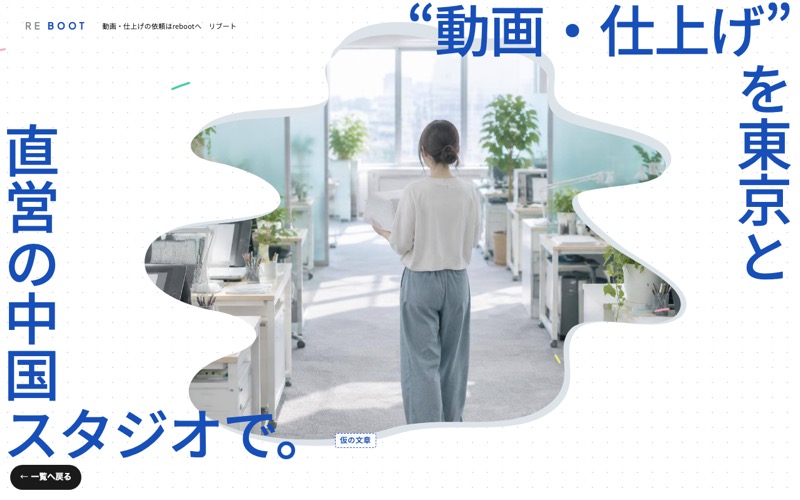 RE BOOT
動画・仕上げの依頼はrebootへ リブート
“動画・仕上げ”
を東京と
直営の中国
スタジオで。
仮の文章
← 一覧へ戻る